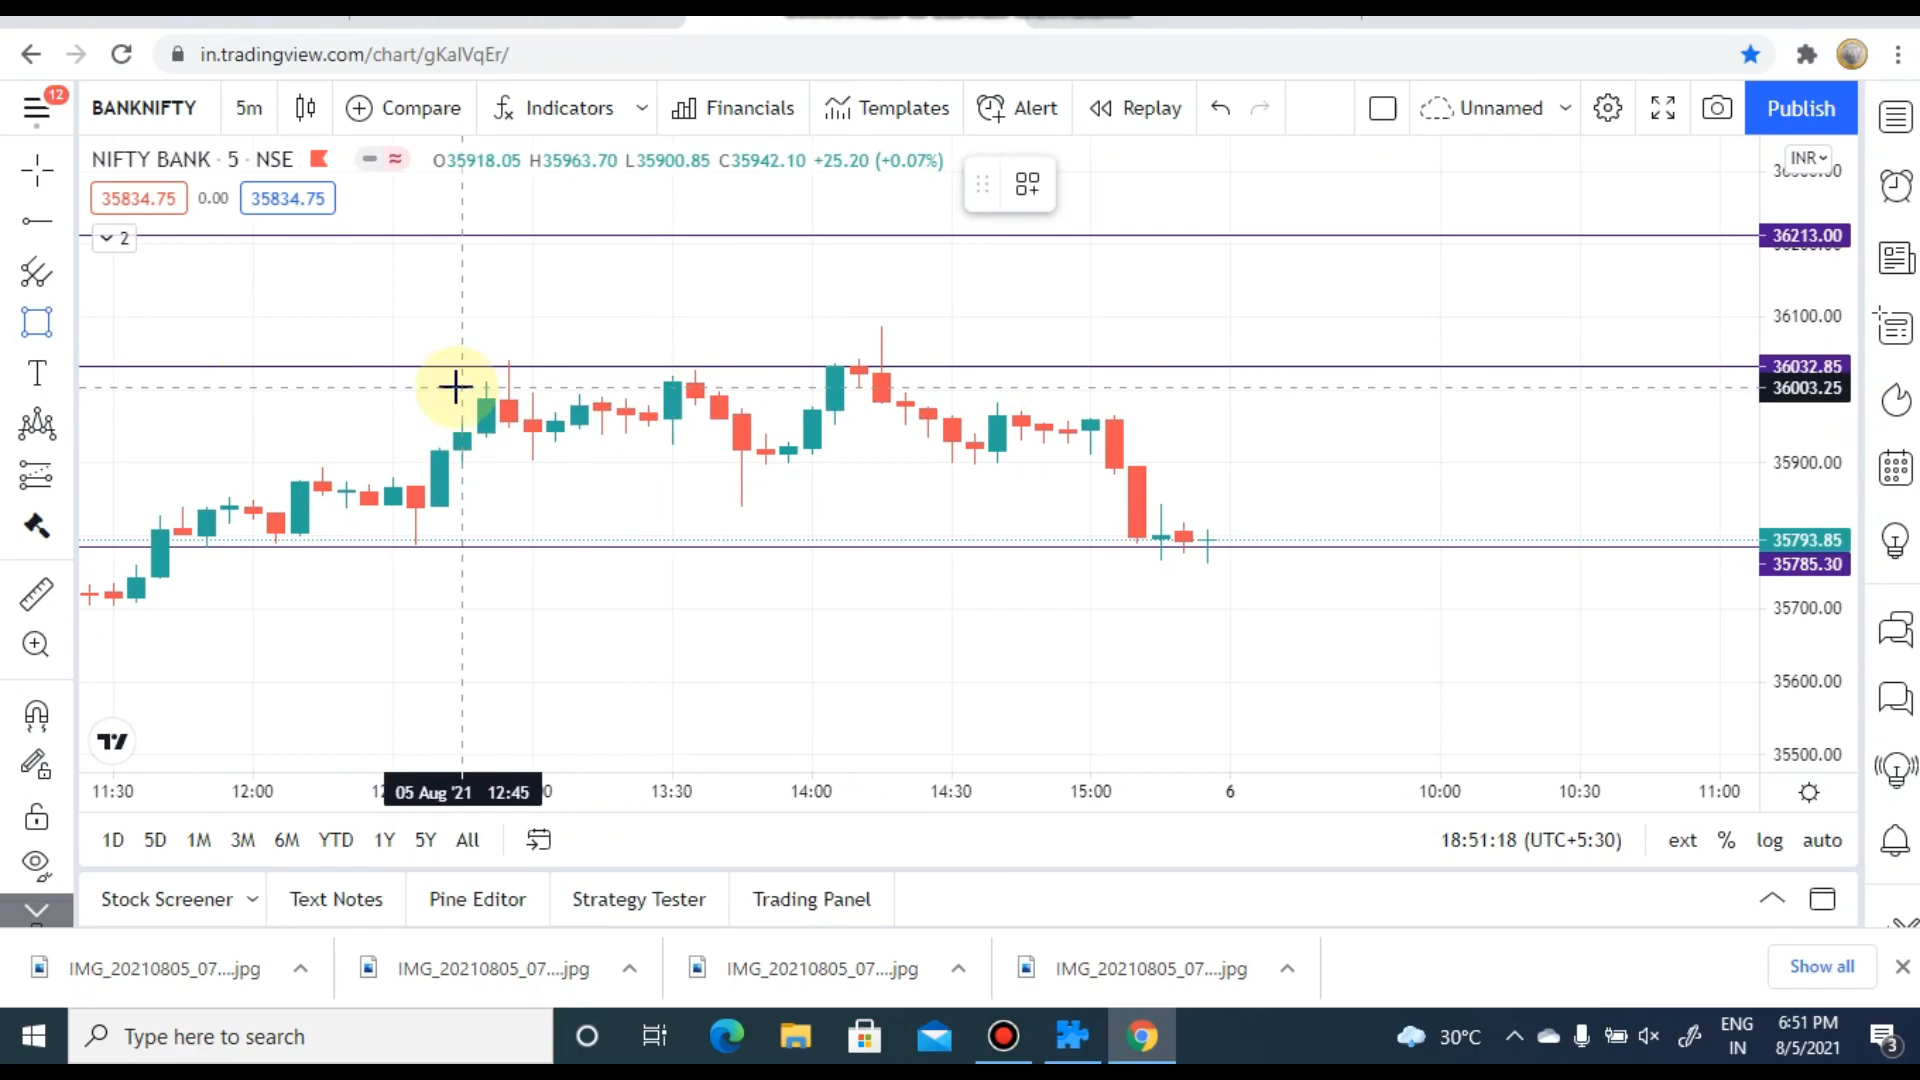 in.tradingview.com/chart/gKalVqEr/
12
BANKNIFTY 5m Compare Indicators Financials Templates Alert Replay Unnamed Publish
NIFTY BANK · 5 · NSE O35918.05 H35963.70 L35900.85 C35942.10 +25.20 (+0.07%)
INR
35834.75 0.00 35834.75
2
36213.00
36100.00
36032.85
36003.25
35900.00
35793.85
35785.30
35700.00
35600.00
35500.00
11:30 12:00 05 Aug '21 12:45 13:30 14:00 14:30 15:00 6 10:00 10:30 11:00
1D 5D 1M 3M 6M YTD 1Y 5Y All 18:51:18 (UTC+5:30) ext % log auto
Stock Screener Text Notes Pine Editor Strategy Tester Trading Panel
IMG_20210805_07....jpg IMG_20210805_07....jpg IMG_20210805_07....jpg IMG_20210805_07....jpg Show all
Type here to search 30°C ENG 6:51 PM
IN 8/5/2021 3